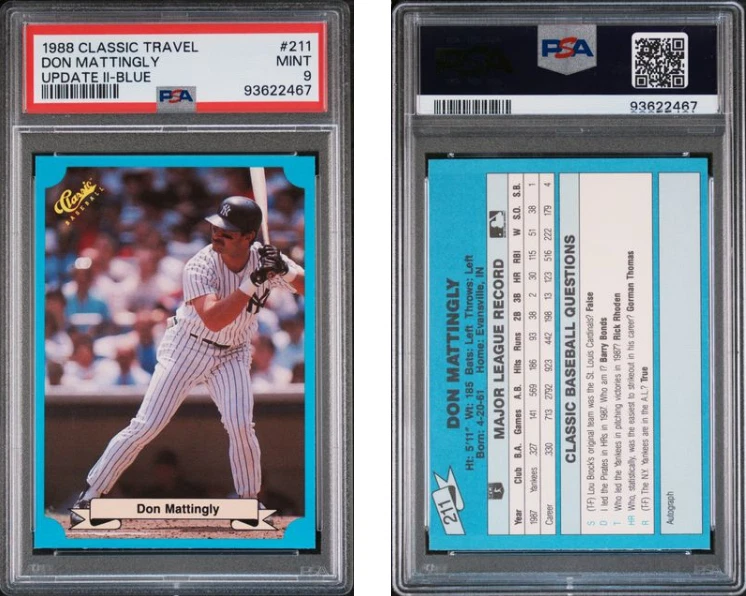 1988 CLASSIC TRAVEL #211
DON MATTINGLY MINT
UPDATE II-BLUE 9
PSA 93622467
Classic
BASEBALL
NY
Don Mattingly
PSA
PSA
93622467
211
DON MATTINGLY
Ht: 5'11" Wt: 185 Bats: Left Throws: Left
Born: 4-20-61 Home: Evansville, IN
MAJOR LEAGUE RECORD
Year Club B.A. Games A.B. Hits Runs 2B 3B HR RBI W S.O. S.B.
1987 Yankees 327 141 569 186 93 38 2 30 115 51 38 1
Career 330 713 2792 923 442 198 13 123 516 222 179 4
CLASSIC BASEBALL QUESTIONS
S (T-F) Lou Brock's original team was the St. Louis Cardinals? False
D I led the Pirates in HRs in 1987. Who am I? Barry Bonds
T Who led the Yankees in pitching victories in 1987? Rick Rhoden
HR Who, statistically, was the easiest to strikeout in his career? Gorman Thomas
R (T-F) The N.Y. Yankees are in the A.L.? True
Autograph
PSA